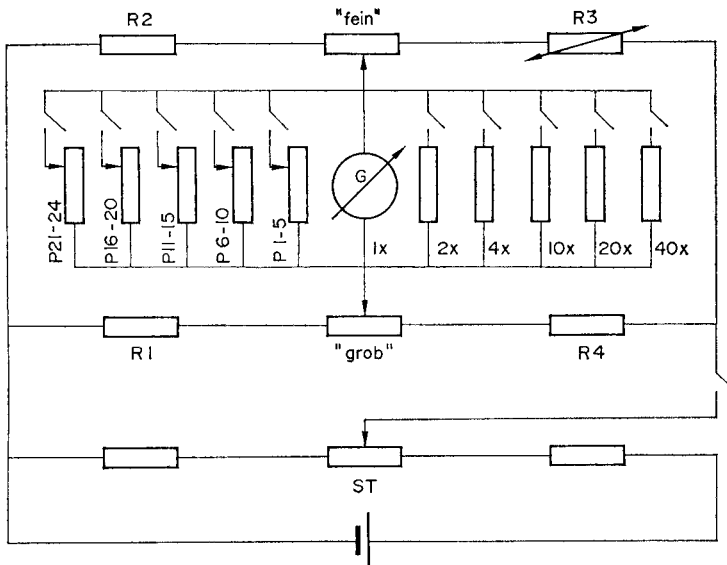 R2 "fein" R3
P21-24 P16-20 P11-15 P6-10 P1-5 G 1x 2x 4x 10x 20x 40x
R1 "grob" R4
ST